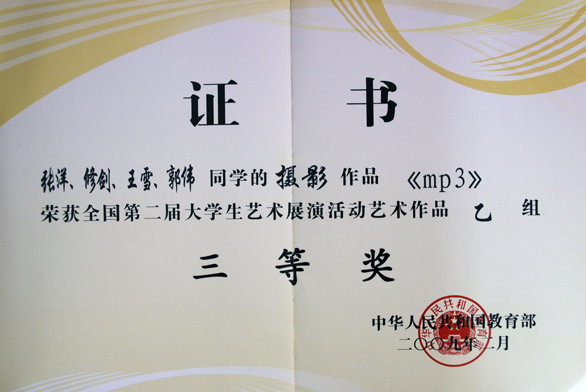 证书
张洋、修剑、王雪、郭伟 同学的 摄影 作品 《mp3》
荣获全国第二届大学生艺术展演活动艺术作品 乙 组
三等奖
中华人民共和国教育部
二〇〇九年二月